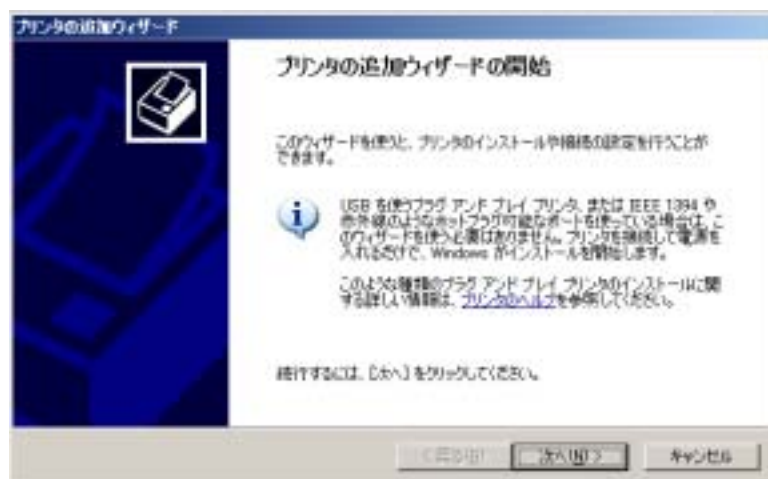 プリンタの追加ウィザード
プリンタの追加ウィザードの開始
このウィザードを使うと、プリンタのインストールや接続の設定を行うことが
できます。
USB を使うプラグ アンド プレイ プリンタ、または IEEE 1394 や
赤外線のようなホットプラグ可能なポートを使っている場合は、こ
のウィザードを使う必要はありません。プリンタを接続して電源を
入れるだけで、Windows がインストールを開始します。
このような種類のプラグ アンド プレイ プリンタのインストールに関
する詳しい情報は、プリンタのヘルプを参照してください。
続行するには、[次へ] をクリックしてください。
< 戻る(B)
次へ(N) >
キャンセル